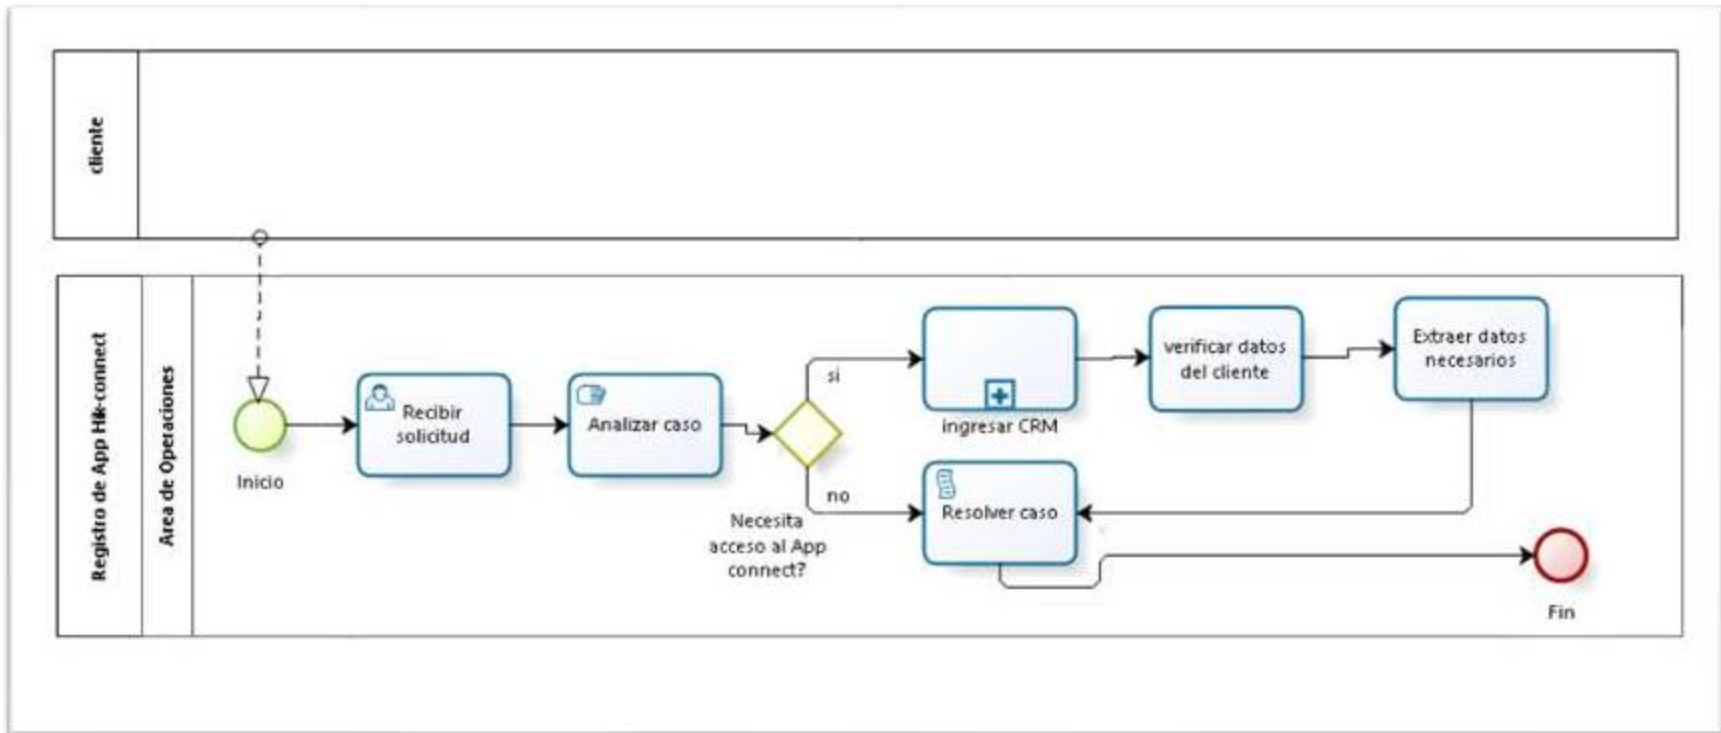 cliente
Registro de App Hik-connect
Area de Operaciones
Inicio
Recibir
solicitud
Analizar caso
Necesita
acceso al App
connect?
si
no
ingresar CRM
verificar datos
del cliente
Extraer datos
necesarios
Resolver caso
Fin